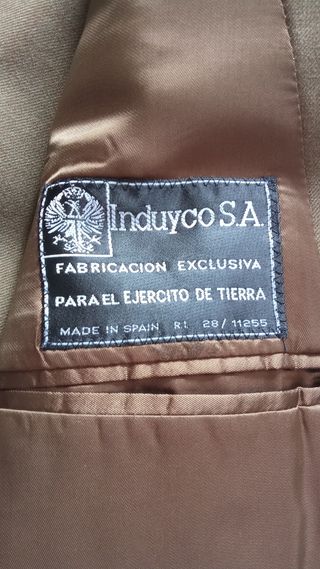 Induyco S.A.
FABRICACION EXCLUSIVA
PARA EL EJERCITO DE TIERRA
MADE IN SPAIN R.I. 28/11255